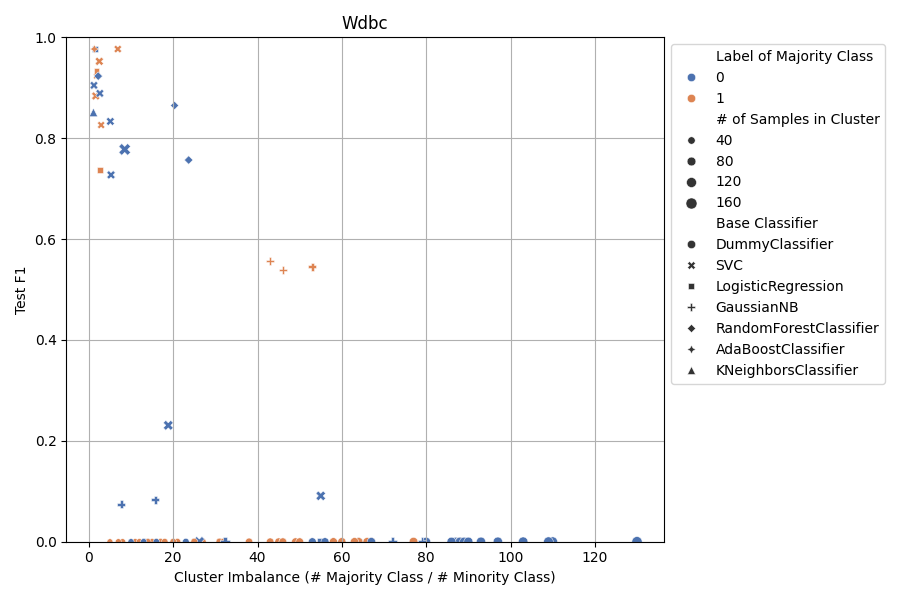 Wdbc
1.0
0.8
0.6
0.4
0.2
0.0
Test F1
0 20 40 60 80 100 120
Cluster Imbalance (# Majority Class / # Minority Class)
Label of Majority Class
0
1
# of Samples in Cluster
40
80
120
160
Base Classifier
DummyClassifier
SVC
LogisticRegression
GaussianNB
RandomForestClassifier
AdaBoostClassifier
KNeighborsClassifier